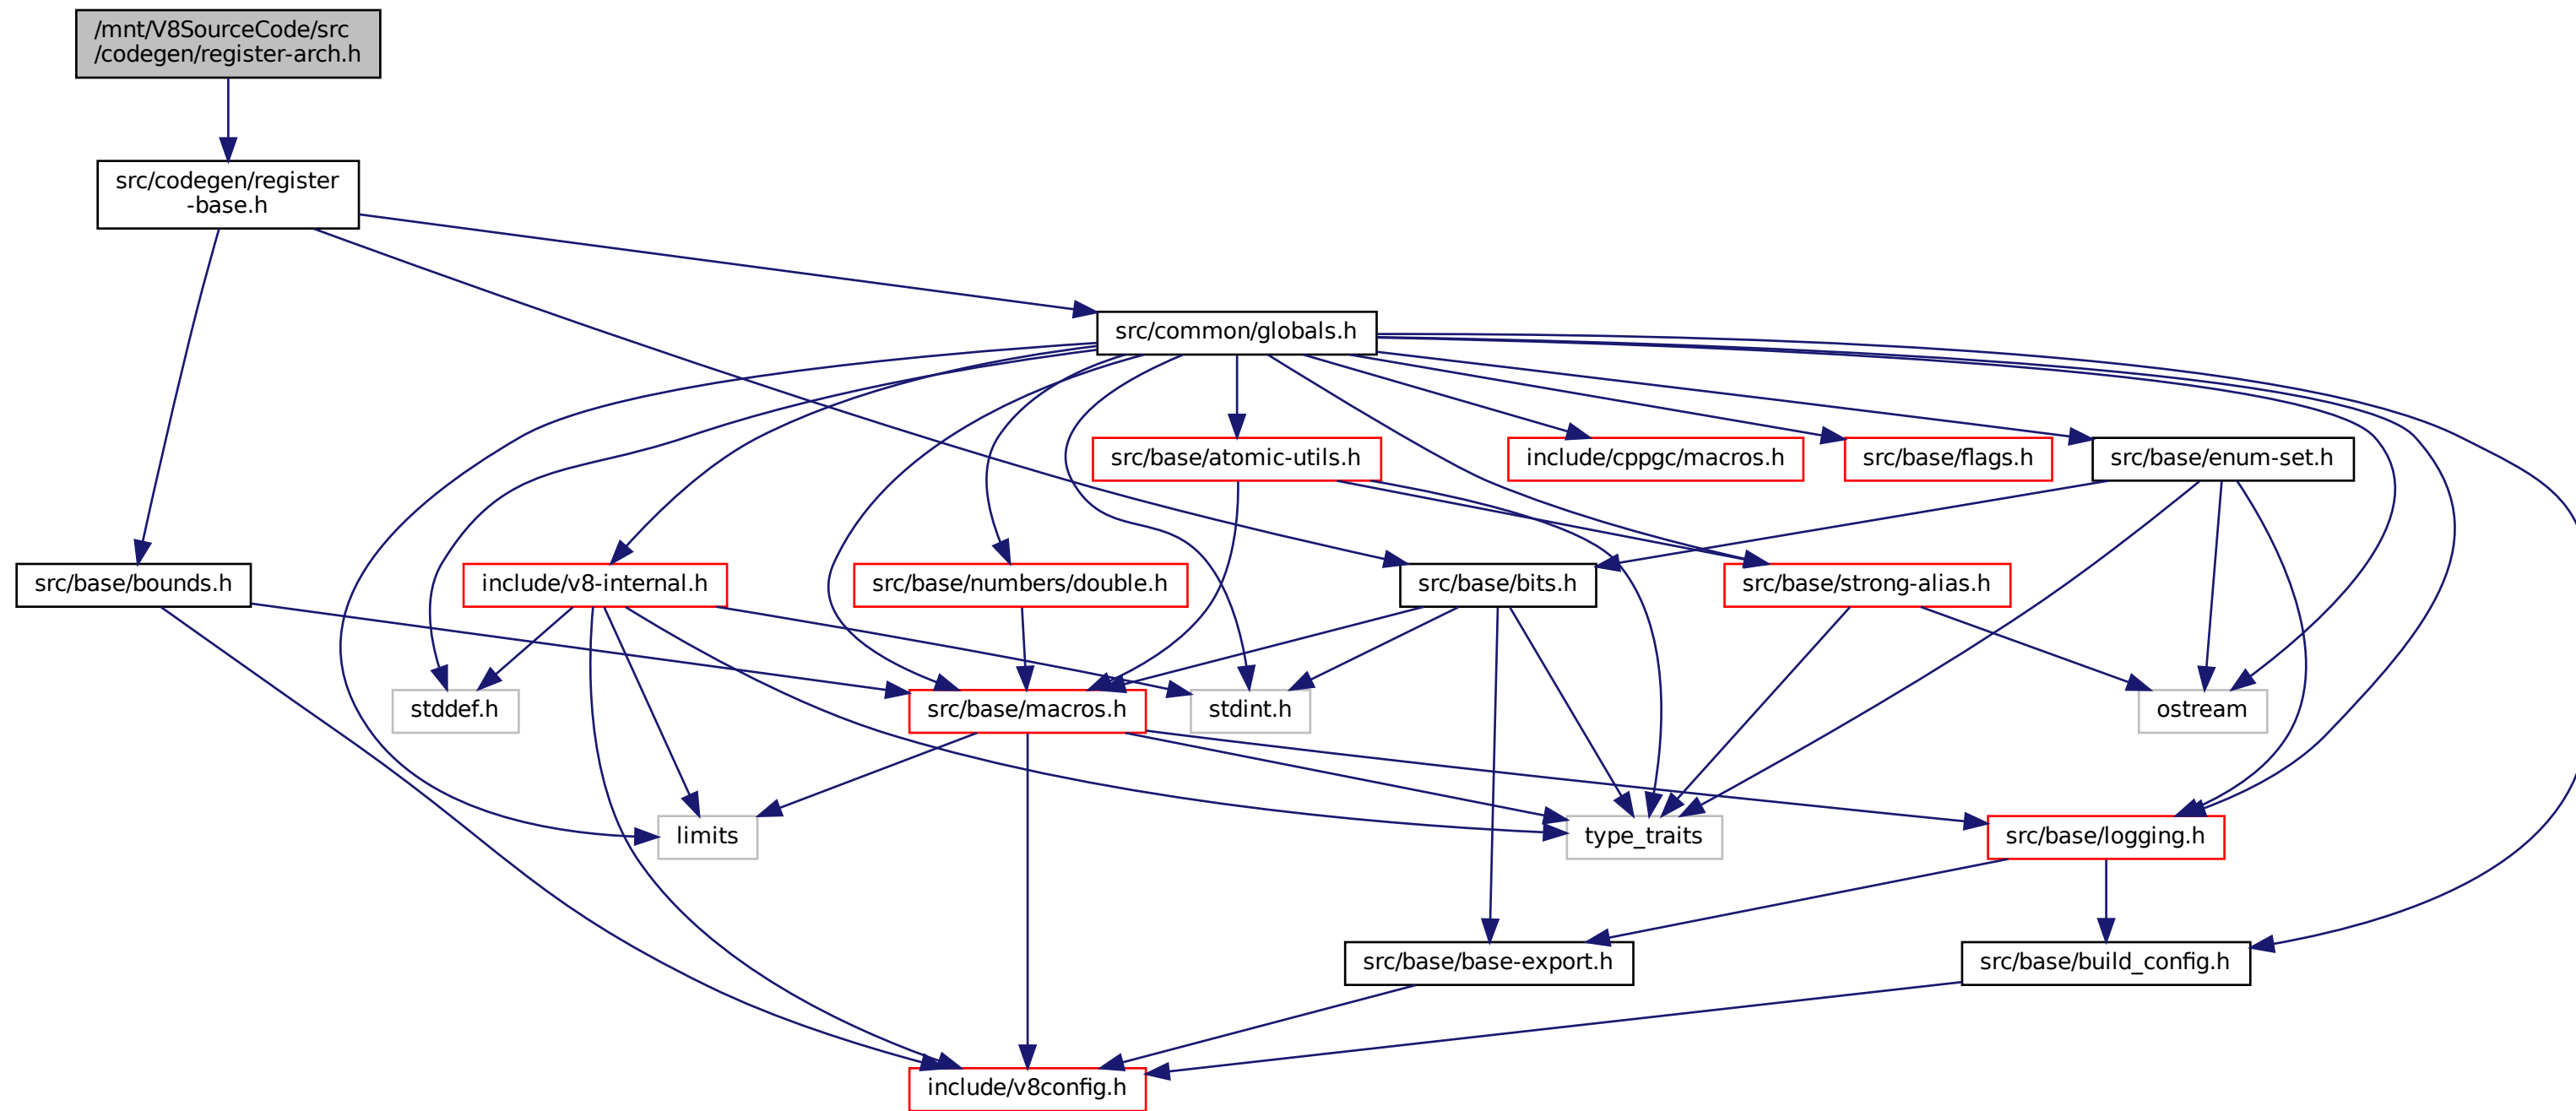 /mnt/V8SourceCode/src
/codegen/register-arch.h
src/codegen/register
-base.h
src/common/globals.h
src/base/atomic-utils.h
include/cppgc/macros.h
src/base/flags.h
src/base/enum-set.h
src/base/bounds.h
include/v8-internal.h
src/base/numbers/double.h
src/base/bits.h
src/base/strong-alias.h
stddef.h
src/base/macros.h
stdint.h
ostream
limits
type_traits
src/base/logging.h
src/base/base-export.h
src/base/build_config.h
include/v8config.h